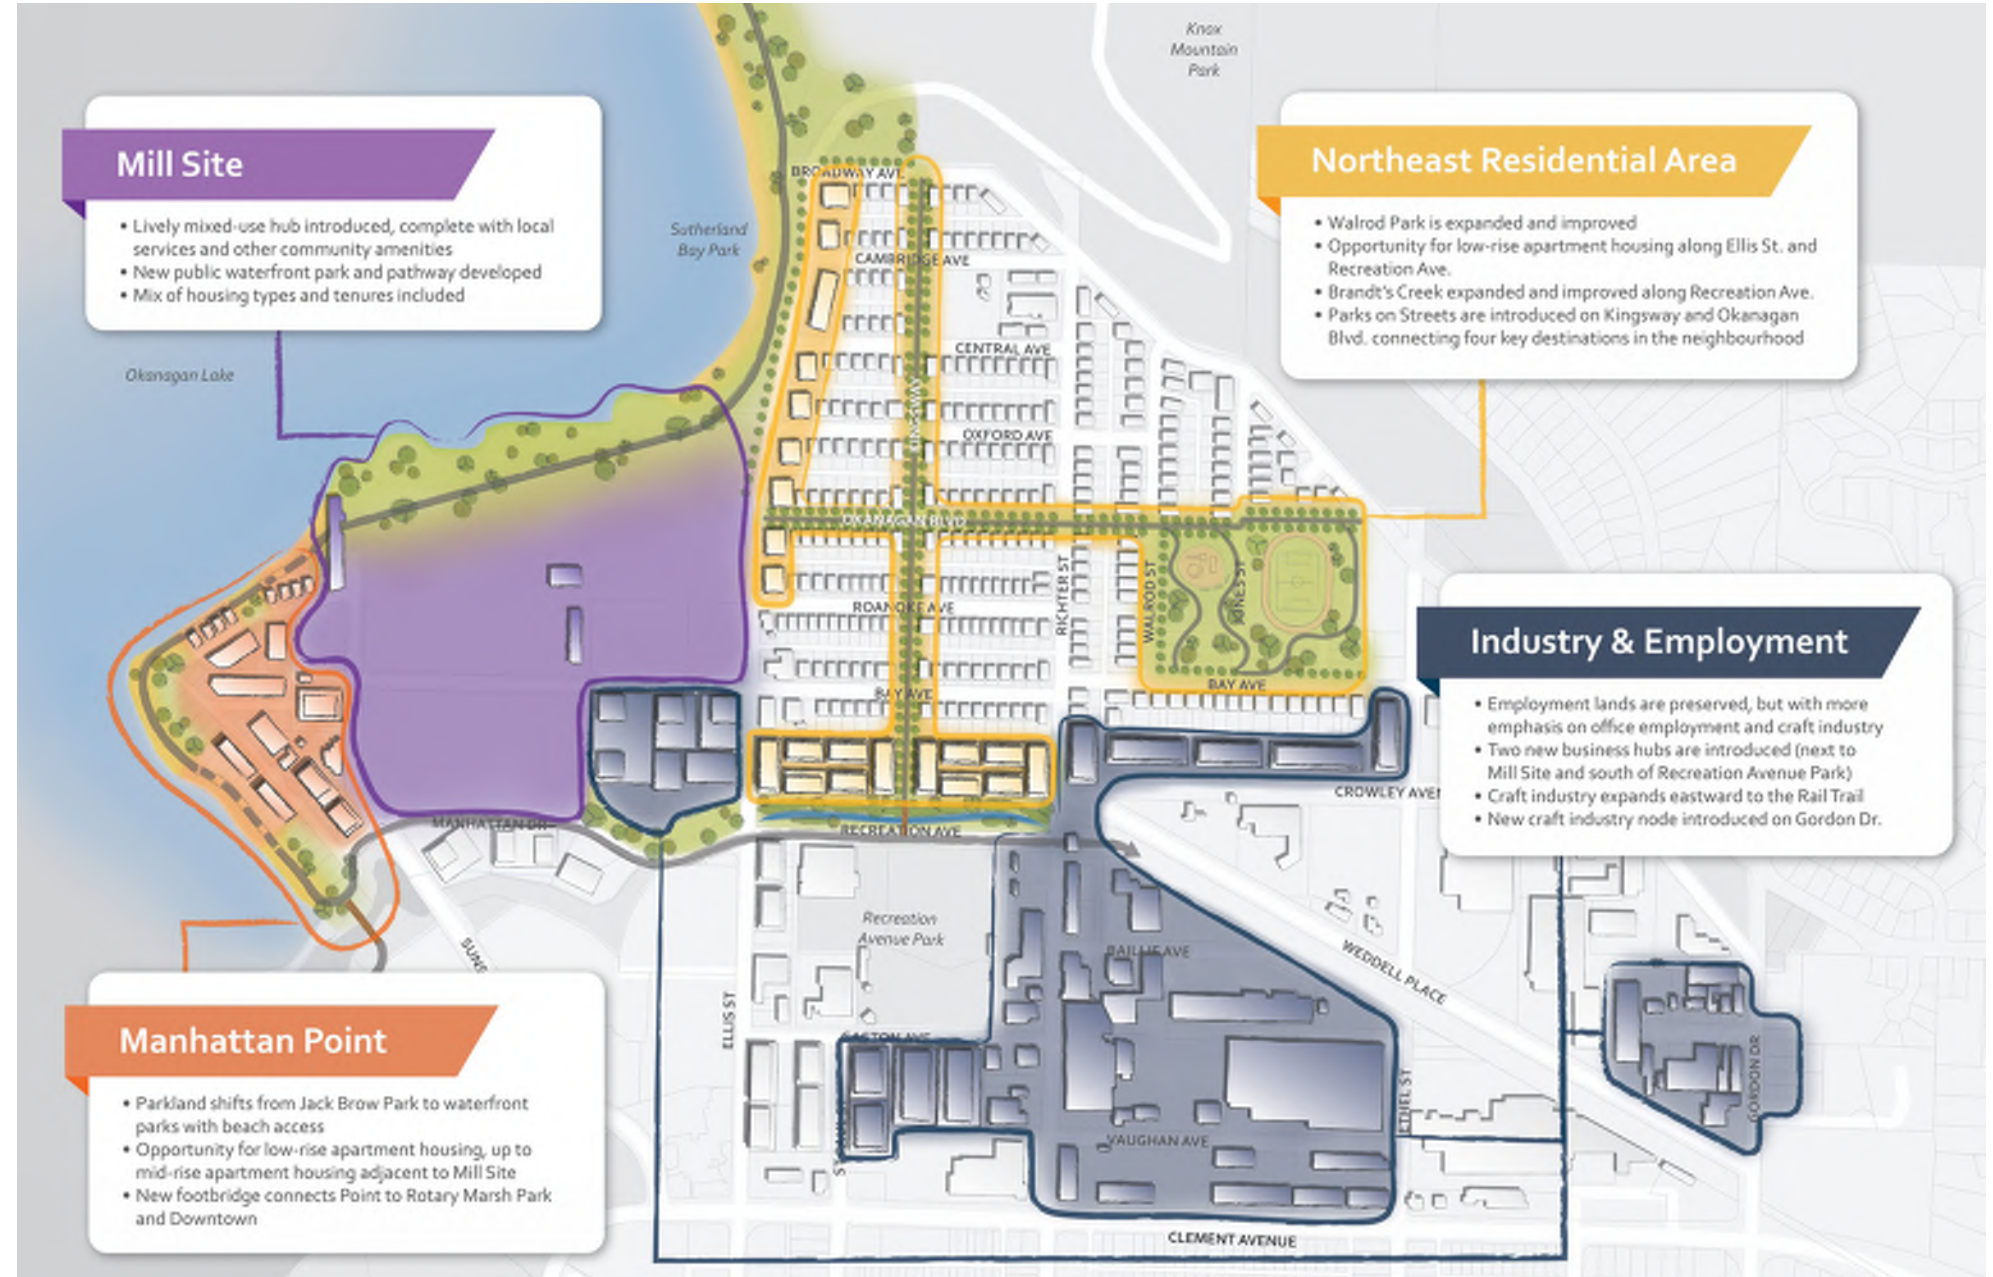 Knox
Mountain
Park
Mill Site
• Lively mixed-use hub introduced, complete with local
services and other community amenities
• New public waterfront park and pathway developed
• Mix of housing types and tenures included
Northeast Residential Area
• Walrod Park is expanded and improved
• Opportunity for low-rise apartment housing along Ellis St. and
Recreation Ave.
• Brandt's Creek expanded and improved along Recreation Ave.
• Parks on Streets are introduced on Kingsway and Okanagan
Blvd. connecting four key destinations in the neighbourhood
BROADWAY AVE
Sutherland
Bay Park
CAMBRIDGE AVE
CENTRAL AVE
Okanagan Lake
KINGSWAY
OXFORD AVE
OKANAGAN BLVD
RICHTER ST
WALROD ST
JONES ST
ROANOKE AVE
BAY AVE
BAY AVE
Industry & Employment
• Employment lands are preserved, but with more
emphasis on office employment and craft industry
• Two new business hubs are introduced (next to
Mill Site and south of Recreation Avenue Park)
• Craft industry expands eastward to the Rail Trail
• New craft industry node introduced on Gordon Dr.
CROWLEY AVEN
MANHATTAN DR
RECREATION AVE
Recreation
Avenue Park
SUNS
BAILLIE AVE
WEDDELL PLACE
ELLIS ST
GASTON AVE
ETHEL ST
GORDON DR
VAUGHAN AVE
CLEMENT AVENUE
Manhattan Point
• Parkland shifts from Jack Brow Park to waterfront
parks with beach access
• Opportunity for low-rise apartment housing, up to
mid-rise apartment housing adjacent to Mill Site
• New footbridge connects Point to Rotary Marsh Park
and Downtown